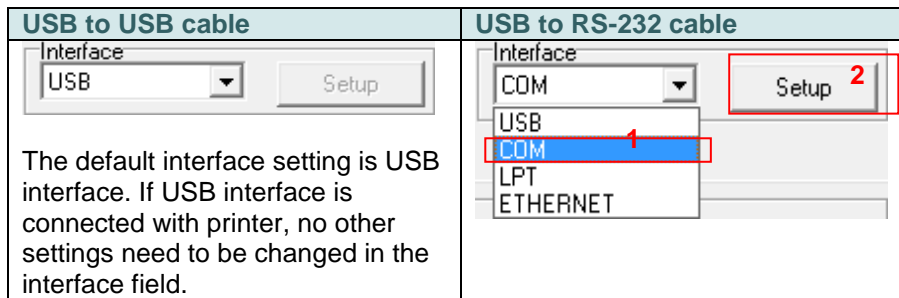 USB to USB cable
Interface
USB
Setup
The default interface setting is USB
interface. If USB interface is
connected with printer, no other
settings need to be changed in the
interface field.
USB to RS-232 cable
Interface
COM
Setup 2
USB
COM 1
LPT
ETHERNET